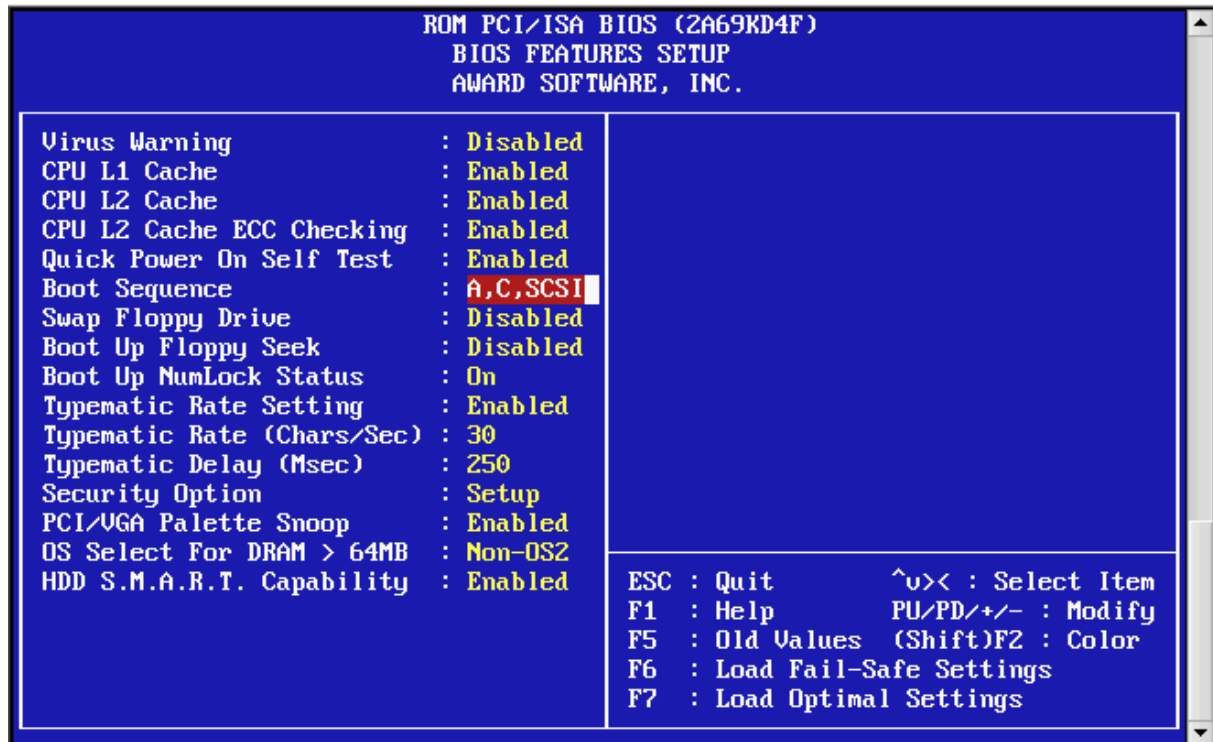 ROM PCI/ISA BIOS (2A69KD4F)
BIOS FEATURES SETUP
AWARD SOFTWARE, INC.
Virus Warning : Disabled
CPU L1 Cache : Enabled
CPU L2 Cache : Enabled
CPU L2 Cache ECC Checking : Enabled
Quick Power On Self Test : Enabled
Boot Sequence : A,C,SCSI
Swap Floppy Drive : Disabled
Boot Up Floppy Seek : Disabled
Boot Up NumLock Status : On
Typematic Rate Setting : Enabled
Typematic Rate (Chars/Sec) : 30
Typematic Delay (Msec) : 250
Security Option : Setup
PCI/VGA Palette Snoop : Enabled
OS Select For DRAM > 64MB : Non-OS2
HDD S.M.A.R.T. Capability : Enabled
ESC : Quit ^v>< : Select Item
F1 : Help PU/PD/+/- : Modify
F5 : Old Values (Shift)F2 : Color
F6 : Load Fail-Safe Settings
F7 : Load Optimal Settings